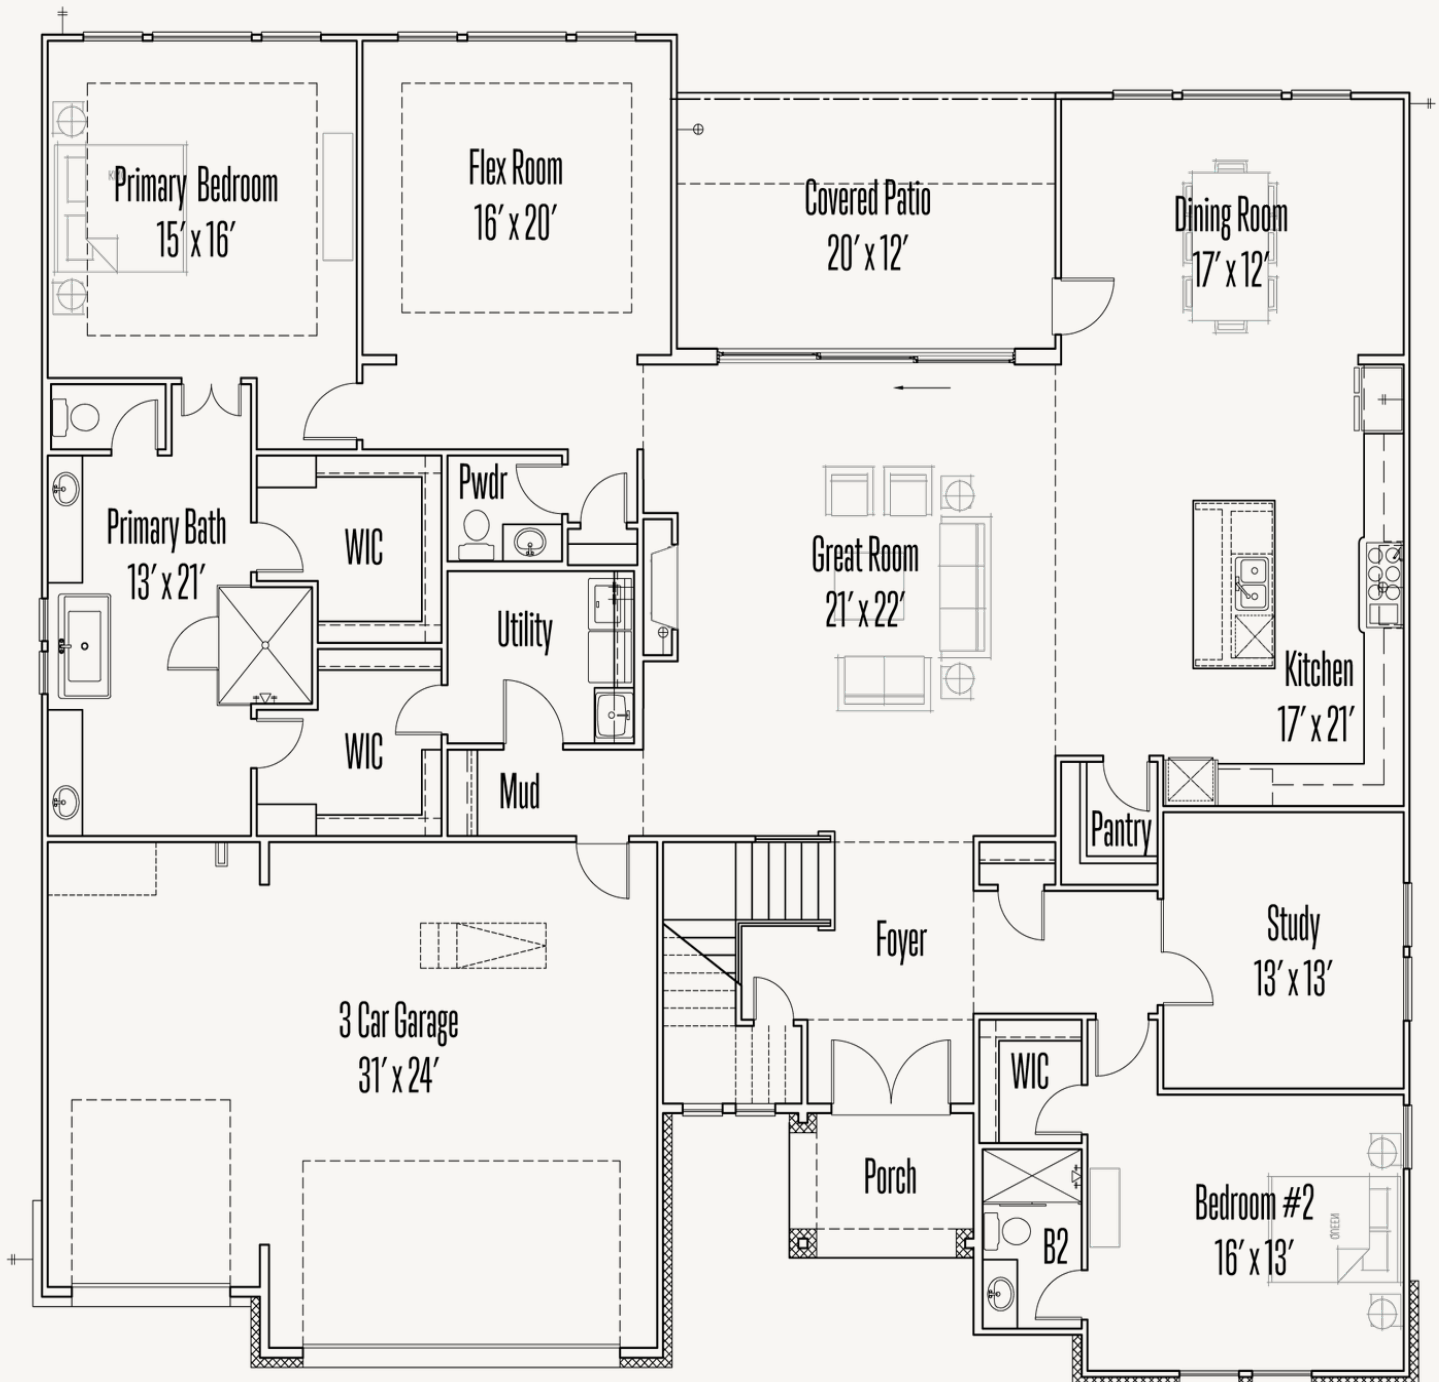 Primary Bedroom
15' x 16'
Flex Room
16' x 20'
Covered Patio
20' x 12'
Dining Room
17' x 12'
Primary Bath
13' x 21'
WIC
Pwdr
Utility
WIC
Mud
Great Room
21' x 22'
Kitchen
17' x 21'
Pantry
Foyer
Study
13' x 13'
3 Car Garage
31' x 24'
WIC
Porch
B2
Bedroom #2
16' x 13'
QUEEN